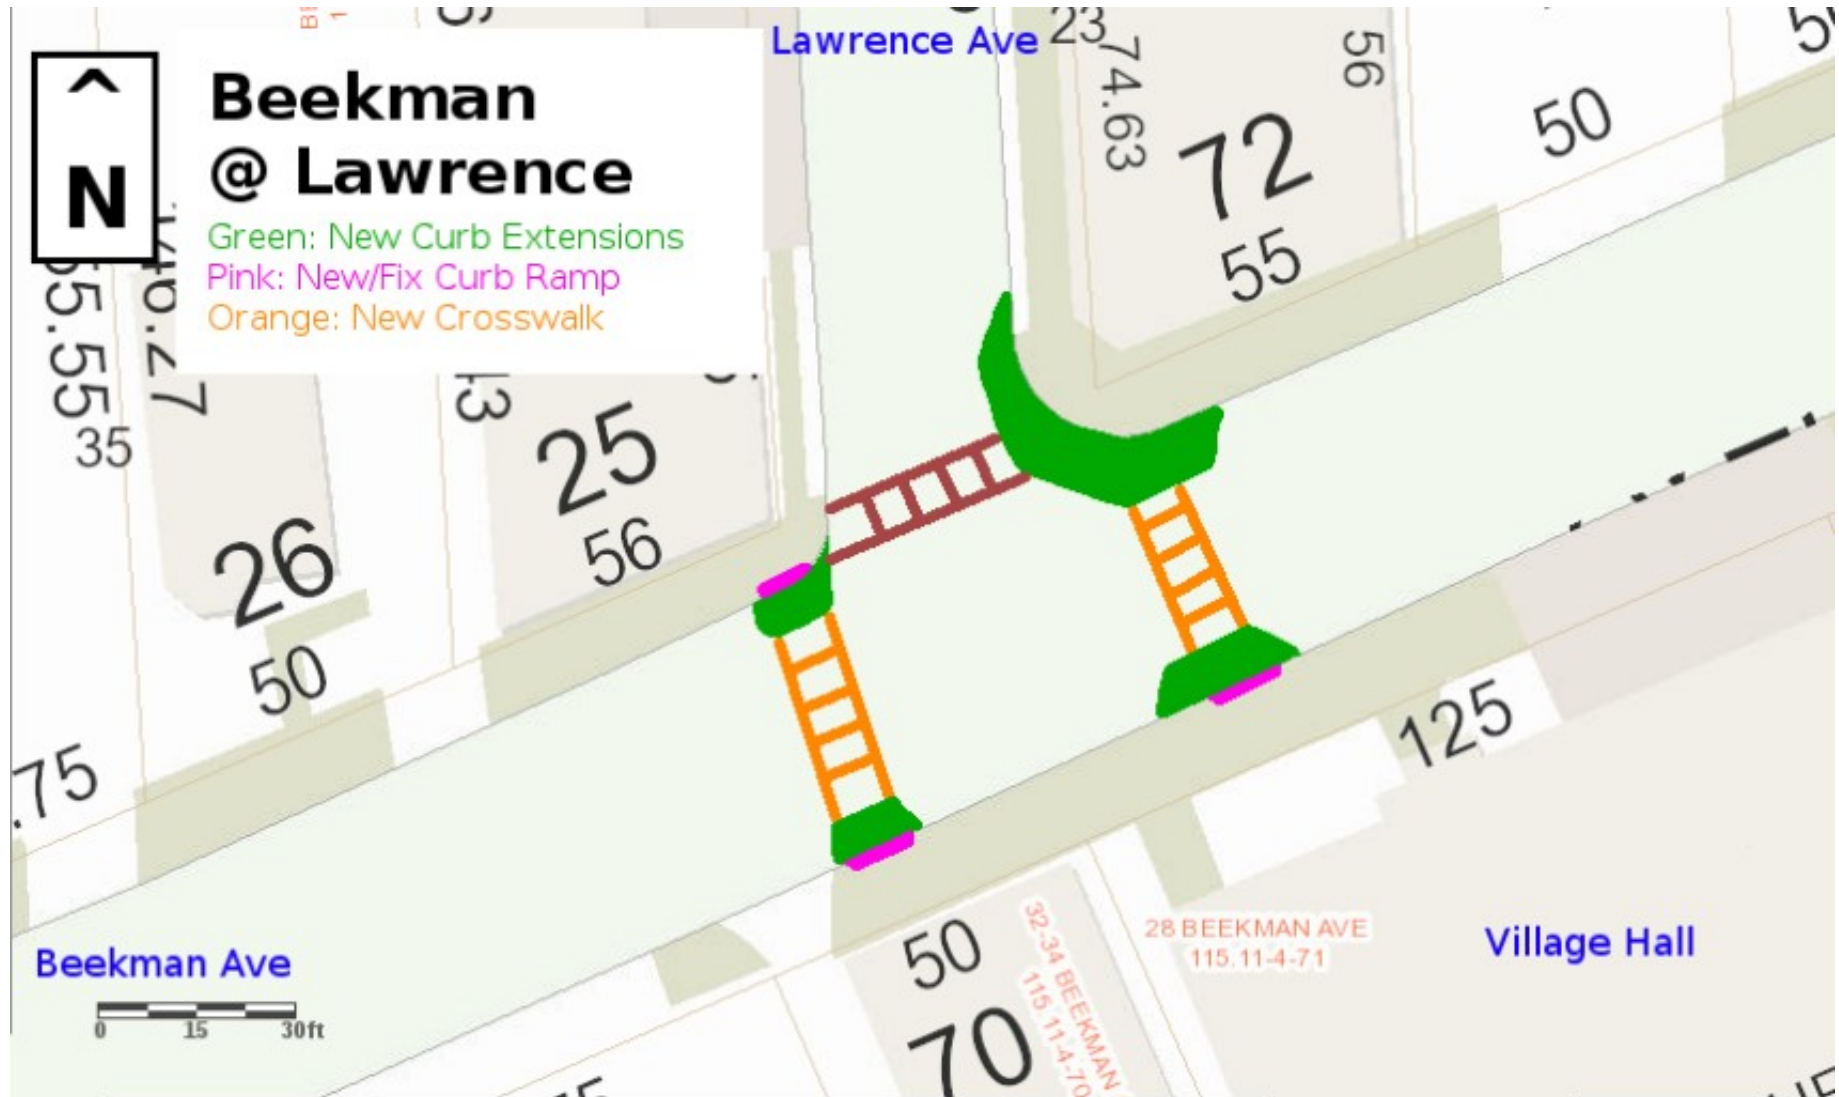 Lawrence Ave
23
74.63
56
^
N
Beekman
@ Lawrence
Green: New Curb Extensions
Pink: New/Fix Curb Ramp
Orange: New Crosswalk
72
50
55
55.55
35
25
56
26
50
.75
125
Beekman Ave
0 15 30ft
50
70
32-34 BEEKMAN
115.11-4-70
28 BEEKMAN AVE
115.11-4-71
Village Hall